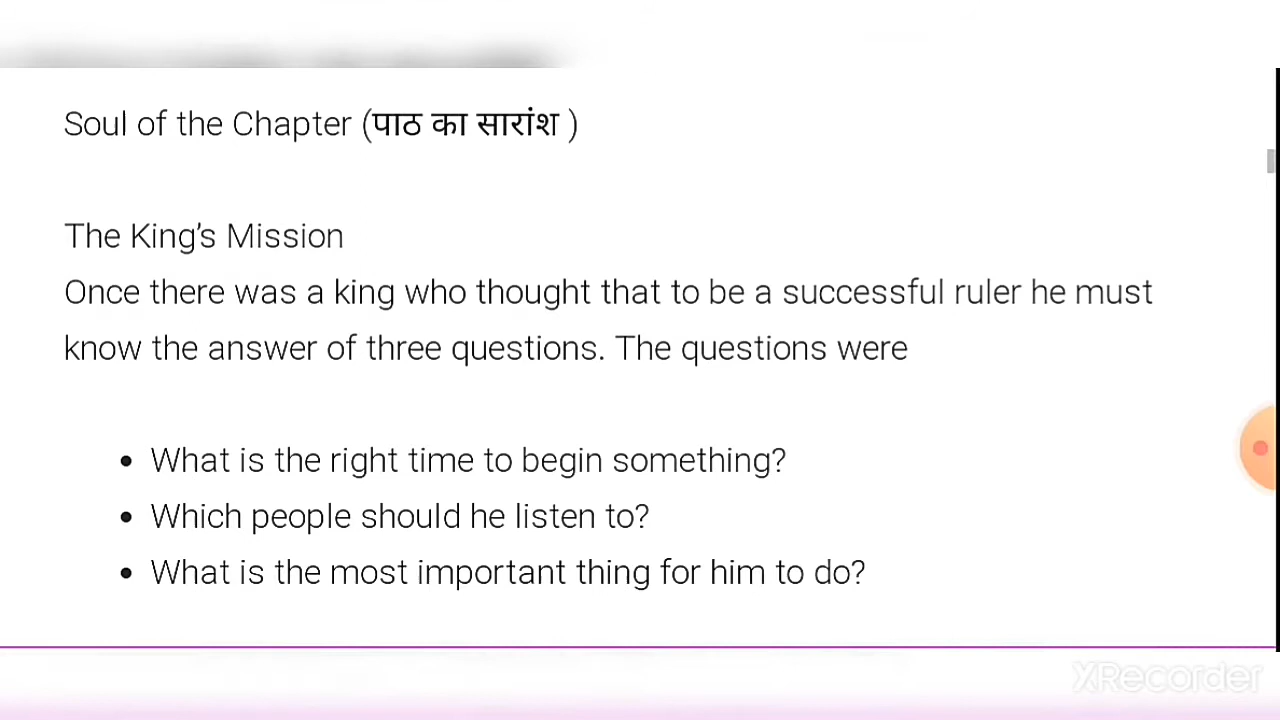 Soul of the Chapter (पाठ का सारांश )
The King's Mission
Once there was a king who thought that to be a successful ruler he must
know the answer of three questions. The questions were
• What is the right time to begin something?
• Which people should he listen to?
• What is the most important thing for him to do?
XRecorder